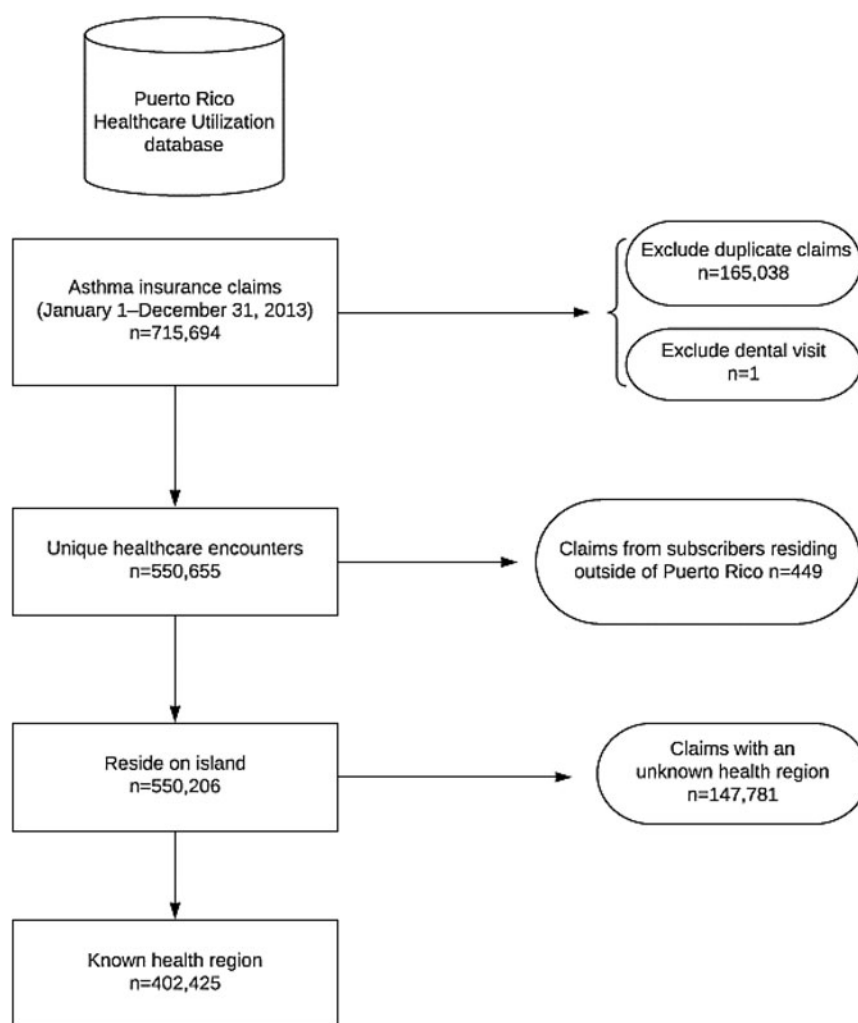 Puerto Rico
Healthcare Utilization
database
Asthma insurance claims
(January 1–December 31, 2013)
n=715,694
Exclude duplicate claims
n=165,038
Exclude dental visit
n=1
Unique healthcare encounters
n=550,655
Claims from subscribers residing
outside of Puerto Rico n=449
Reside on island
n=550,206
Claims with an
unknown health region
n=147,781
Known health region
n=402,425